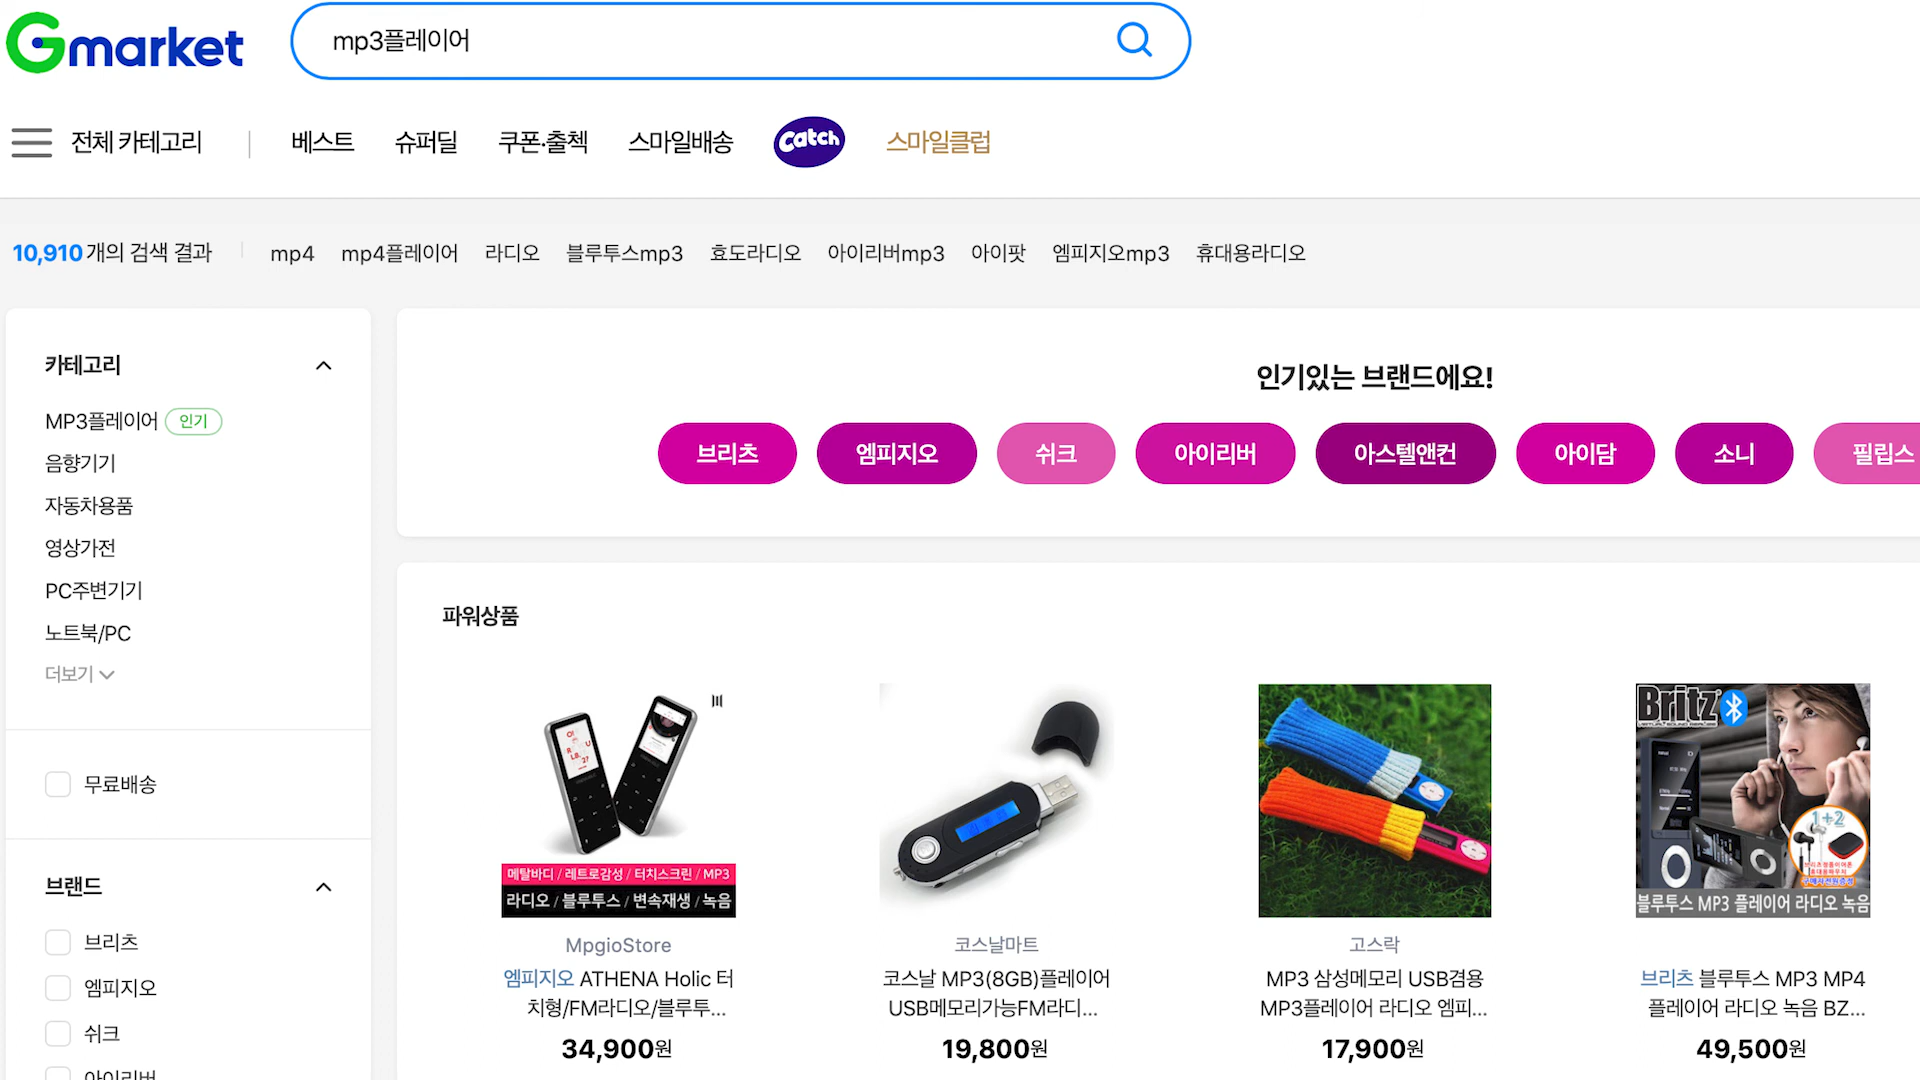 Gmarket
mp3플레이어
전체 카테고리
베스트
슈퍼딜
쿠폰·출첵
스마일배송
Catch
스마일클럽
10,910개의 검색 결과
mp4
mp4플레이어
라디오
블루투스mp3
효도라디오
아이리버mp3
아이팟
엠피지오mp3
휴대용라디오
카테고리
MP3플레이어 인기
음향기기
자동차용품
영상가전
PC주변기기
노트북/PC
더보기
무료배송
브랜드
브리츠
엠피지오
쉬크
아이리버
인기있는 브랜드에요!
브리츠
엠피지오
쉬크
아이리버
아스텔앤컨
아이담
소니
필립스
파워상품
메탈바디 / 레트로감성 / 터치스크린 / MP3
라디오 / 블루투스 / 변속재생 / 녹음
MpgioStore
엠피지오 ATHENA Holic 터
치형/FM라디오/블루투...
34,900원
코스날마트
코스날 MP3(8GB)플레이어
USB메모리가능FM라디...
19,800원
고스락
MP3 삼성메모리 USB겸용
MP3플레이어 라디오 엠피...
17,900원
Britz
1+2
블루투스 MP3 플레이어 라디오 녹음
브리츠 블루투스 MP3 MP4
플레이어 라디오 녹음 BZ...
49,500원